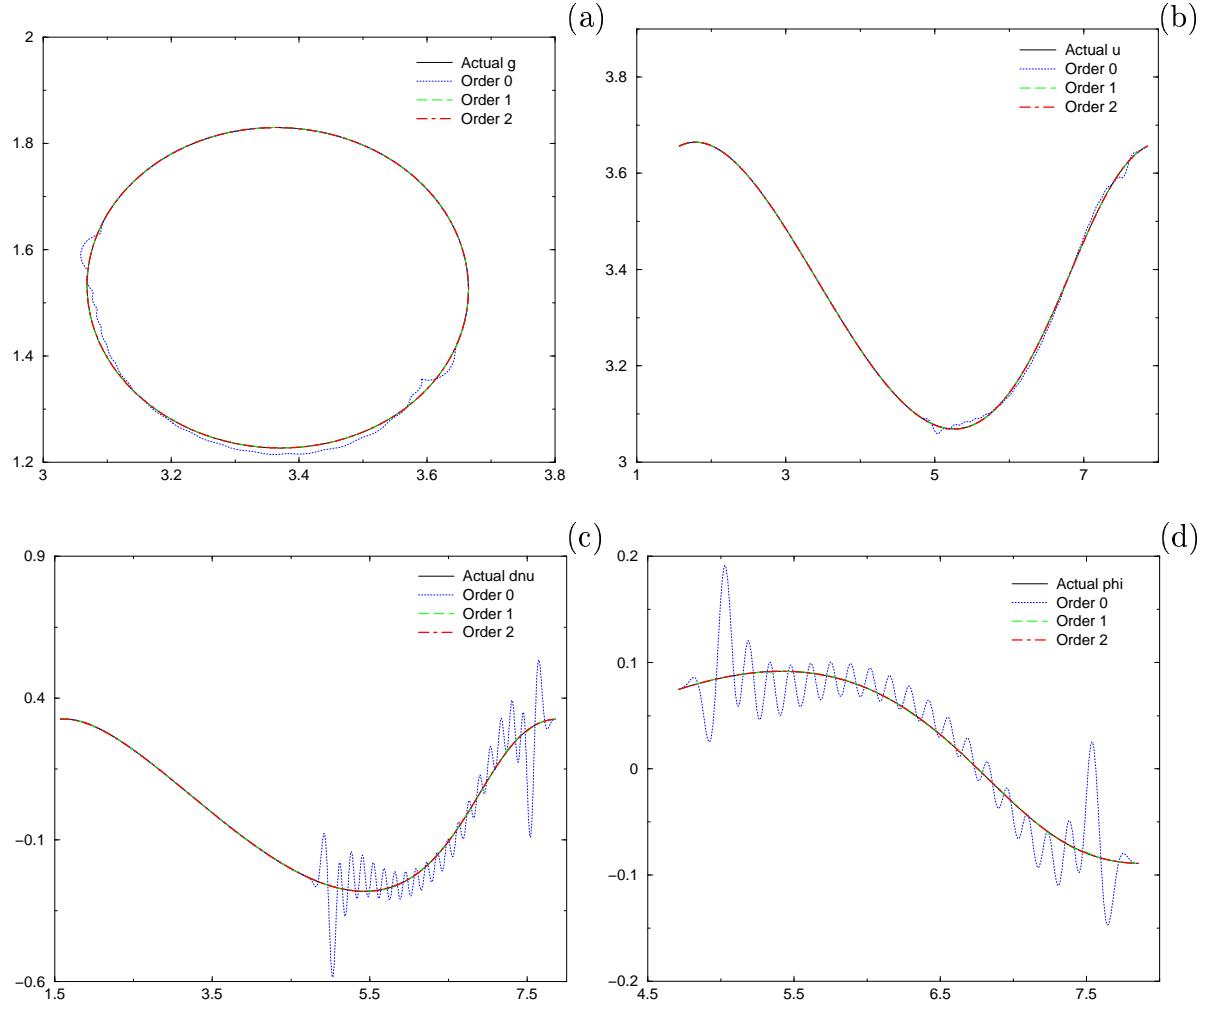 (a)
2
1.8
1.6
1.4
1.2
3 3.2 3.4 3.6 3.8
Actual g
Order 0
Order 1
Order 2
(b)
3.8
3.6
3.4
3.2
3
1 3 5 7
Actual u
Order 0
Order 1
Order 2
(c)
0.9
0.4
−0.1
−0.6
1.5 3.5 5.5 7.5
Actual dnu
Order 0
Order 1
Order 2
(d)
0.2
0.1
0
−0.1
−0.2
4.5 5.5 6.5 7.5
Actual phi
Order 0
Order 1
Order 2